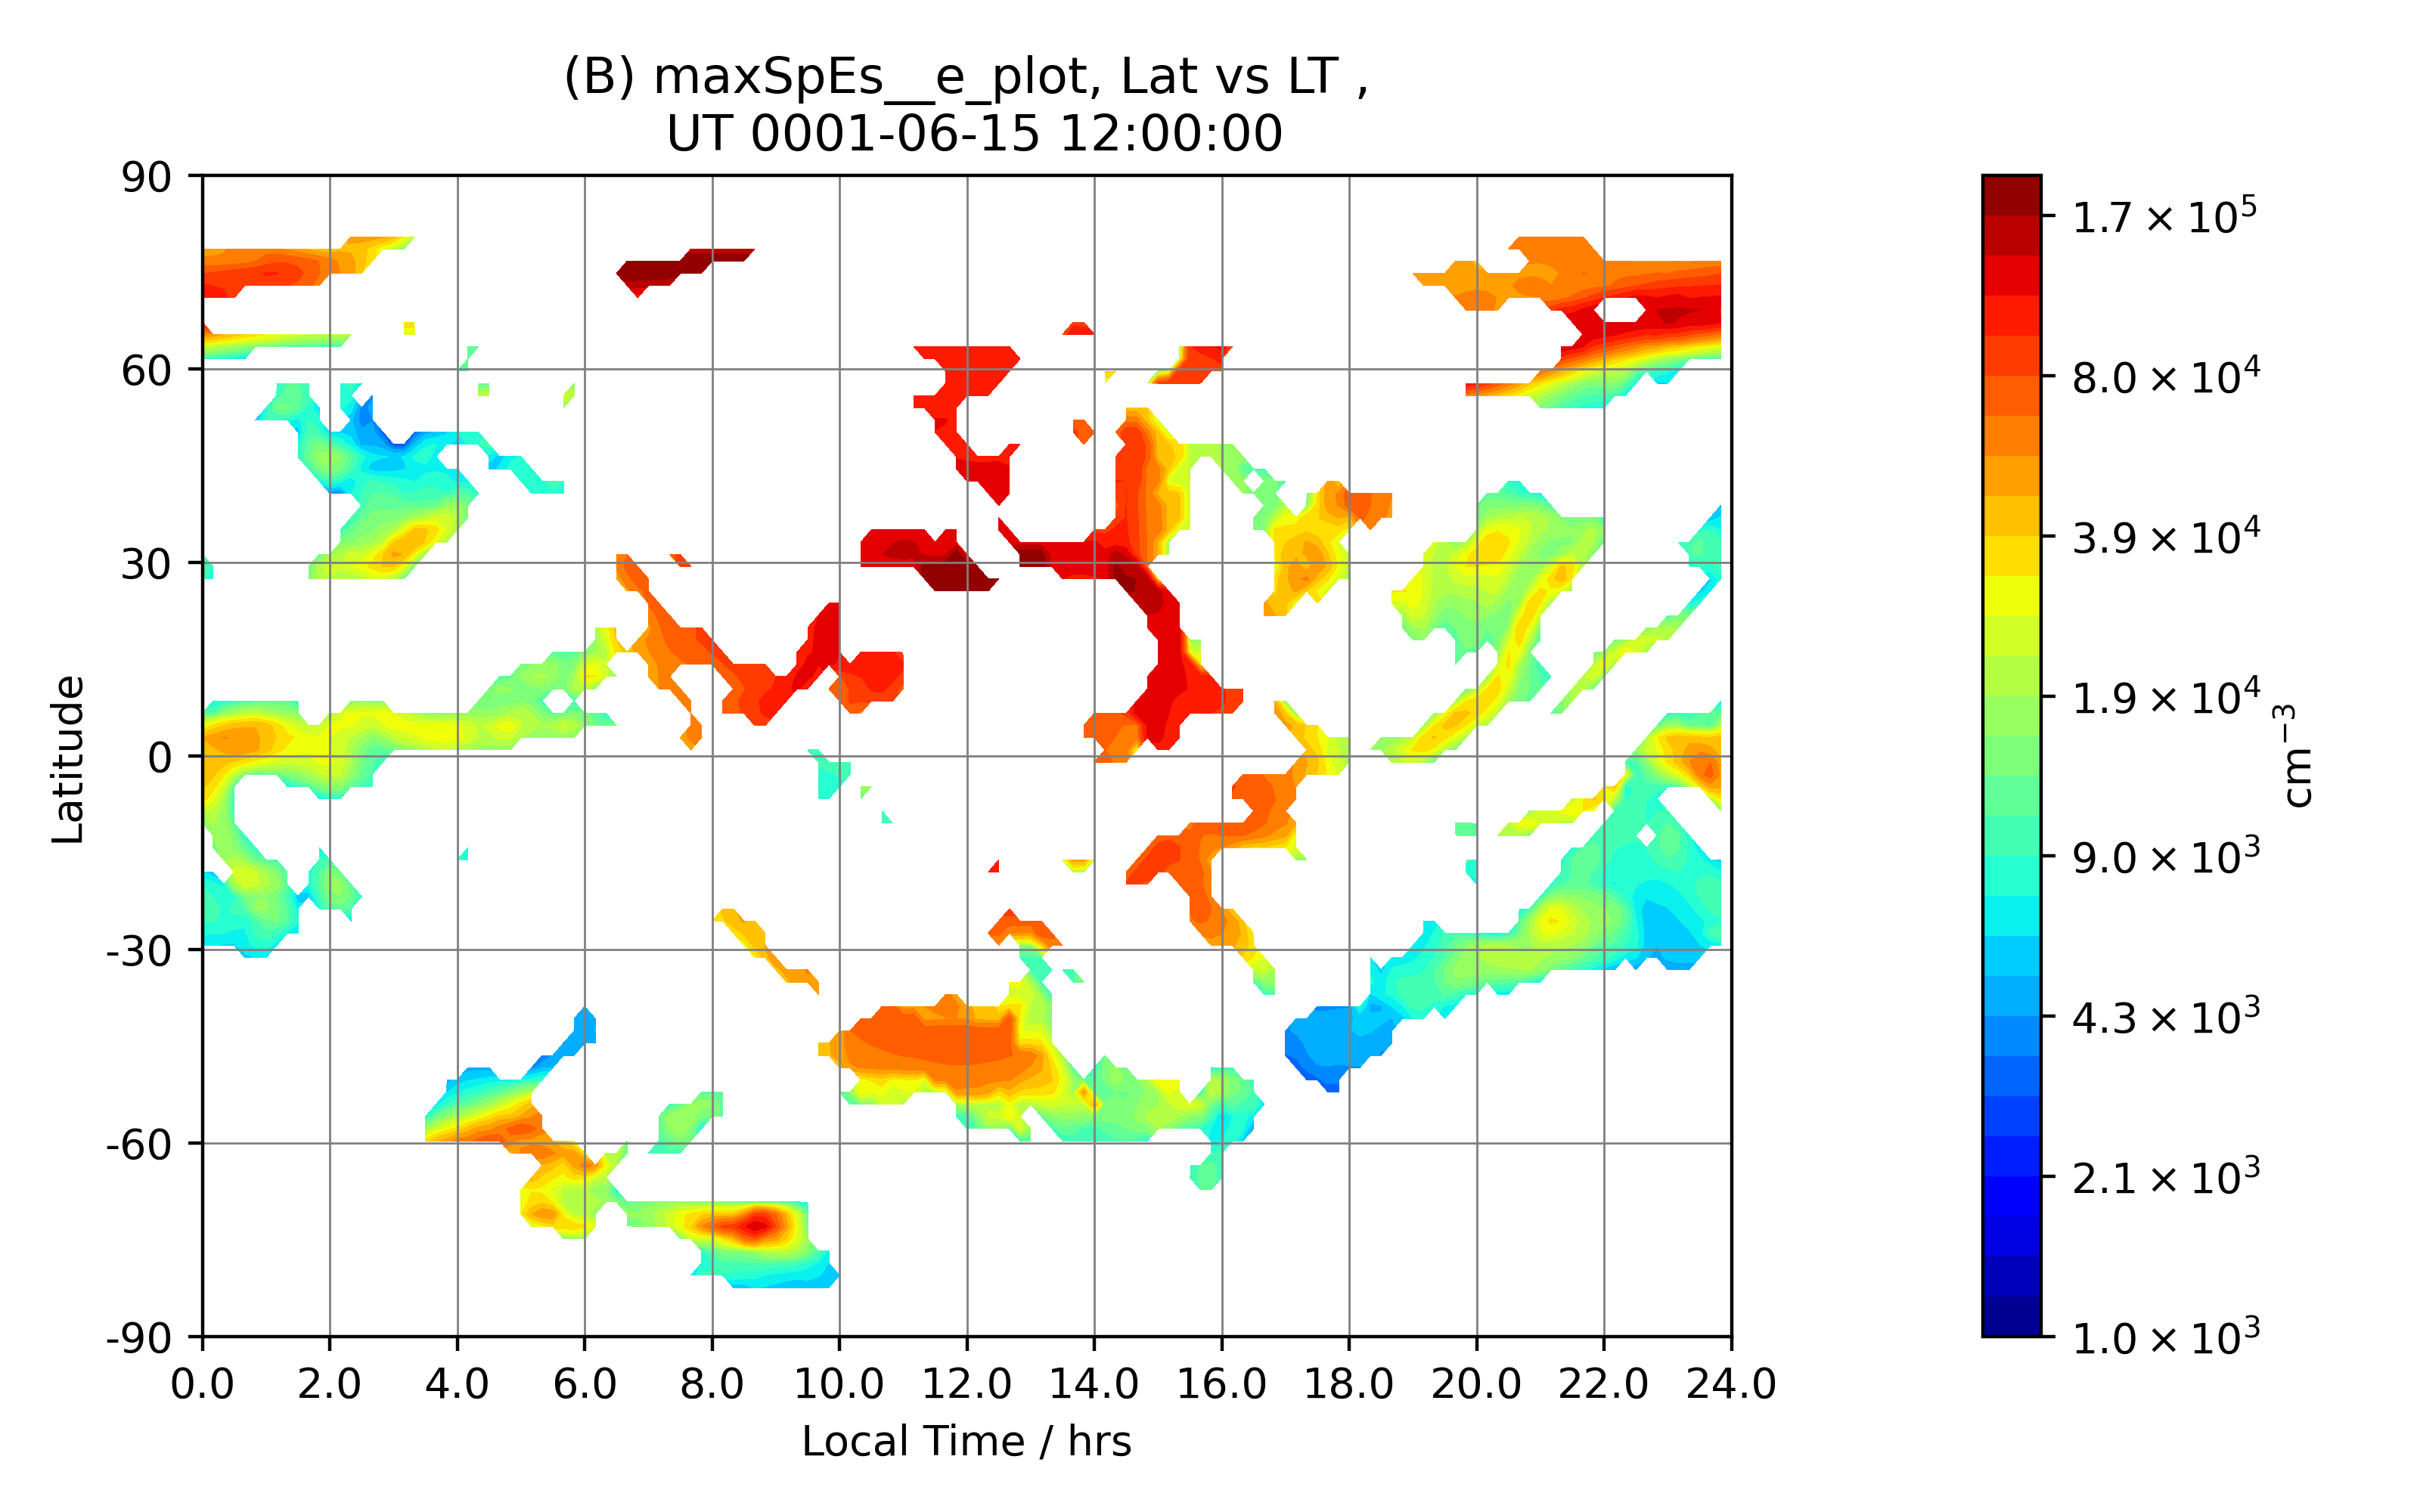 (B) maxSpEs__e_plot, Lat vs LT ,
UT 0001-06-15 12:00:00
90
60
30
0
-30
-60
-90
Latitude
0.0 2.0 4.0 6.0 8.0 10.0 12.0 14.0 16.0 18.0 20.0 22.0 24.0
Local Time / hrs
1.7 × 10⁵
8.0 × 10⁴
3.9 × 10⁴
1.9 × 10⁴
9.0 × 10³
4.3 × 10³
2.1 × 10³
1.0 × 10³
cm⁻³